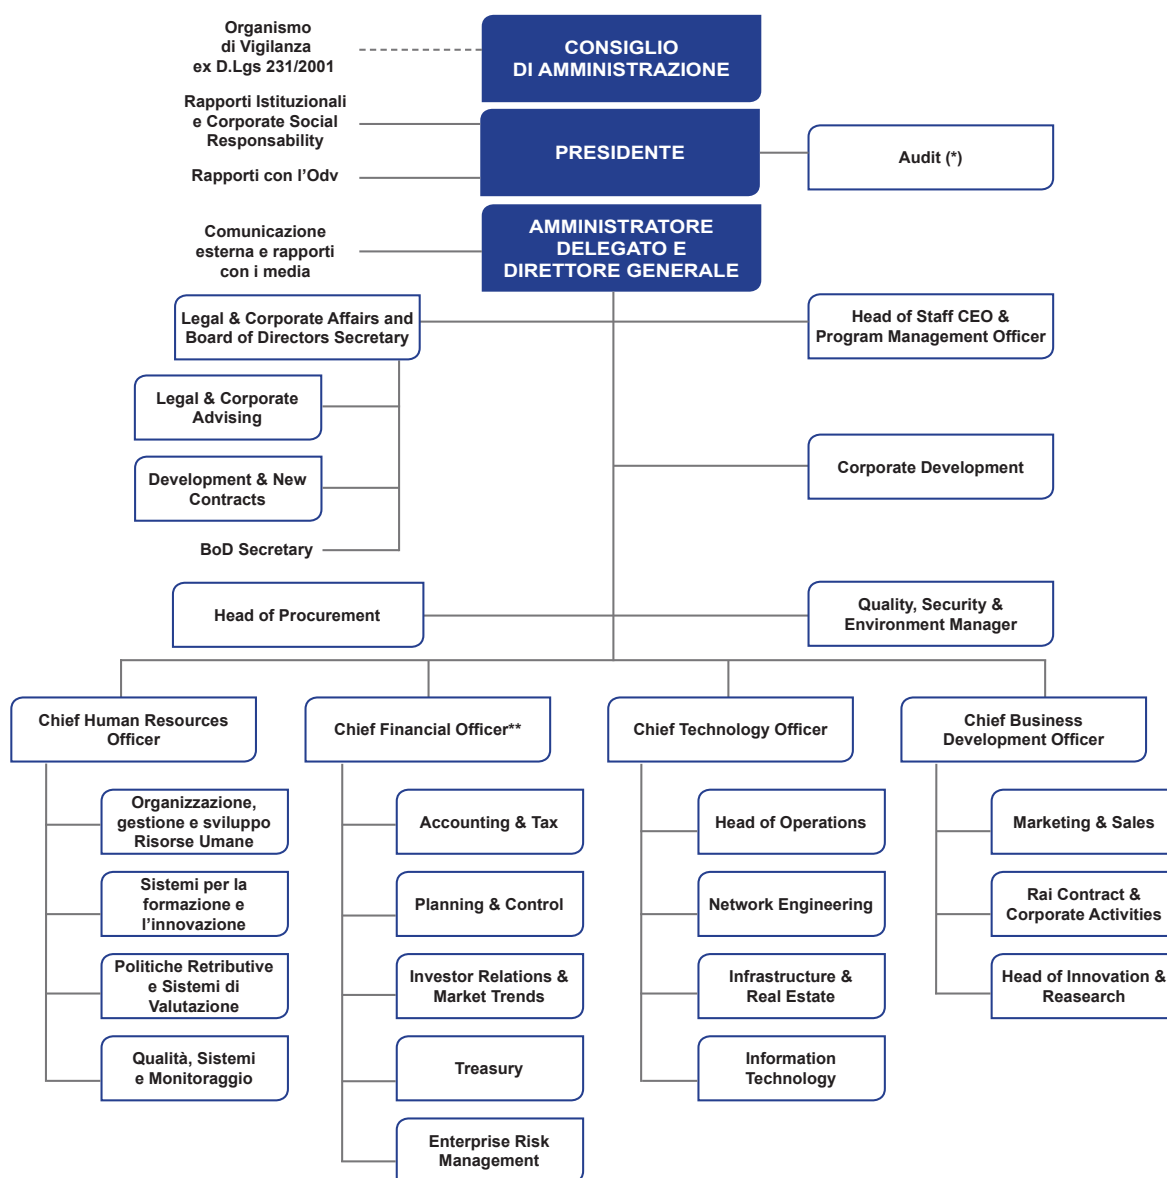 Organismo
di Vigilanza
ex D.Lgs 231/2001
CONSIGLIO
DI AMMINISTRAZIONE
Rapporti Istituzionali
e Corporate Social
Responsability
PRESIDENTE
Audit (*)
Rapporti con l’Odv
Comunicazione
esterna e rapporti
con i media
AMMINISTRATORE
DELEGATO E
DIRETTORE GENERALE
Legal & Corporate Affairs and
Board of Directors Secretary
Head of Staff CEO &
Program Management Officer
Legal & Corporate
Advising
Corporate Development
Development & New
Contracts
BoD Secretary
Head of Procurement
Quality, Security &
Environment Manager
Chief Human Resources
Officer
Chief Financial Officer**
Chief Technology Officer
Chief Business
Development Officer
Organizzazione,
gestione e sviluppo
Risorse Umane
Sistemi per la
formazione e
l’innovazione
Politiche Retributive
e Sistemi di
Valutazione
Qualità, Sistemi
e Monitoraggio
Accounting & Tax
Planning & Control
Investor Relations &
Market Trends
Treasury
Enterprise Risk
Management
Head of Operations
Network Engineering
Infrastructure &
Real Estate
Information
Technology
Marketing & Sales
Rai Contract &
Corporate Activities
Head of Innovation &
Reasearch